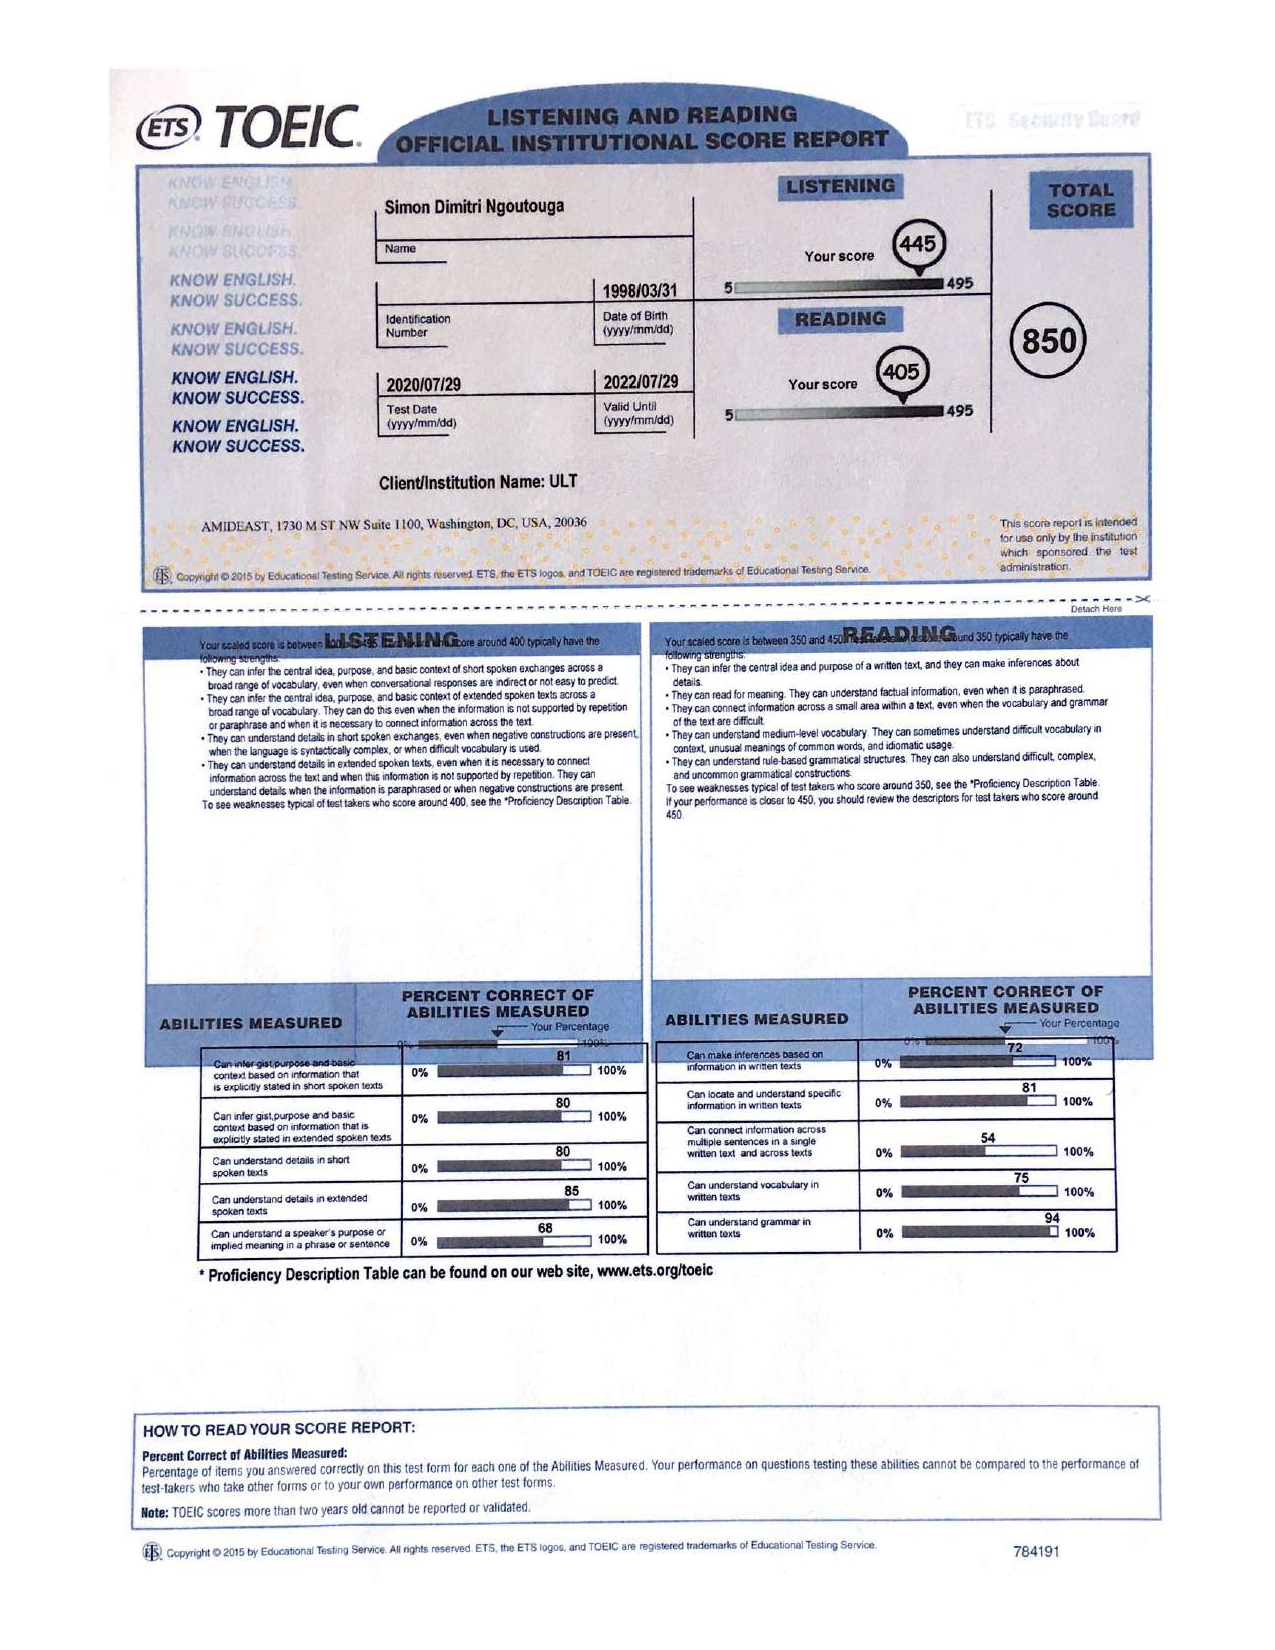 ETS TOEIC.
LISTENING AND READING
OFFICIAL INSTITUTIONAL SCORE REPORT
ETS Security Guard
KNOW ENGLISH.
KNOW SUCCESS.
KNOW ENGLISH.
KNOW SUCCESS.
KNOW ENGLISH.
KNOW SUCCESS.
KNOW ENGLISH.
KNOW SUCCESS.
KNOW ENGLISH.
KNOW SUCCESS.
KNOW ENGLISH.
KNOW SUCCESS.
Simon Dimitri Ngoutouga
Name
1998/03/31
Identification
Number
Date of Birth
(yyyy/mm/dd)
2020/07/29
2022/07/29
Test Date
(yyyy/mm/dd)
Valid Until
(yyyy/mm/dd)
LISTENING
Your score
445
5
495
READING
Your score
405
5
495
TOTAL
SCORE
850
Client/Institution Name: ULT
AMIDEAST, 1730 M ST NW Suite 1100, Washington, DC, USA, 20036
This score report is intended
for use only by the institution
which sponsored the test
administration.
ETS Copyright © 2015 by Educational Testing Service. All rights reserved. ETS, the ETS logos, and TOEIC are registered trademarks of Educational Testing Service.
Detach Here
LISTENING
Your scaled score is between score around 400 typically have the
following strengths:
• They can infer the central idea, purpose, and basic context of short spoken exchanges across a
broad range of vocabulary, even when conversational responses are indirect or not easy to predict.
• They can infer the central idea, purpose, and basic context of extended spoken texts across a
broad range of vocabulary. They can do this even when the information is not supported by repetition
or paraphrase and when it is necessary to connect information across the text.
• They can understand details in short spoken exchanges, even when negative constructions are present,
when the language is syntactically complex, or when difficult vocabulary is used.
• They can understand details in extended spoken texts, even when it is necessary to connect
information across the text and when this information is not supported by repetition. They can
understand details when the information is paraphrased or when negative constructions are present.
To see weaknesses typical of test takers who score around 400, see the *Proficiency Description Table.
READING
Your scaled score is between 350 and 450. around 350 typically have the
following strengths:
• They can infer the central idea and purpose of a written text, and they can make inferences about
details.
• They can read for meaning. They can understand factual information, even when it is paraphrased.
• They can connect information across a small area within a text, even when the vocabulary and grammar
of the text are difficult.
• They can understand medium-level vocabulary. They can sometimes understand difficult vocabulary in
context, unusual meanings of common words, and idiomatic usage.
• They can understand rule-based grammatical structures. They can also understand difficult, complex,
and uncommon grammatical constructions.
To see weaknesses typical of test takers who score around 350, see the *Proficiency Description Table.
If your performance is closer to 450, you should review the descriptors for test takers who score around
450.
ABILITIES MEASURED
PERCENT CORRECT OF
ABILITIES MEASURED
Your Percentage
0%
100%
Can infer gist,purpose and basic
context based on information that
is explicitly stated in short spoken texts
0%
81
100%
Can infer gist,purpose and basic
context based on information that is
explicitly stated in extended spoken texts
0%
80
100%
Can understand details in short
spoken texts
0%
80
100%
Can understand details in extended
spoken texts
0%
85
100%
Can understand a speaker's purpose or
implied meaning in a phrase or sentence
0%
68
100%
ABILITIES MEASURED
PERCENT CORRECT OF
ABILITIES MEASURED
Your Percentage
0%
100%
Can make inferences based on
information in written texts
0%
72
100%
Can locate and understand specific
information in written texts
0%
81
100%
Can connect information across
multiple sentences in a single
written text and across texts
0%
54
100%
Can understand vocabulary in
written texts
0%
75
100%
Can understand grammar in
written texts
0%
94
100%
* Proficiency Description Table can be found on our web site, www.ets.org/toeic
HOW TO READ YOUR SCORE REPORT:
Percent Correct of Abilities Measured:
Percentage of items you answered correctly on this test form for each one of the Abilities Measured. Your performance on questions testing these abilities cannot be compared to the performance of
test-takers who take other forms or to your own performance on other test forms.
Note: TOEIC scores more than two years old cannot be reported or validated.
ETS Copyright © 2015 by Educational Testing Service. All rights reserved. ETS, the ETS logos, and TOEIC are registered trademarks of Educational Testing Service.
784191